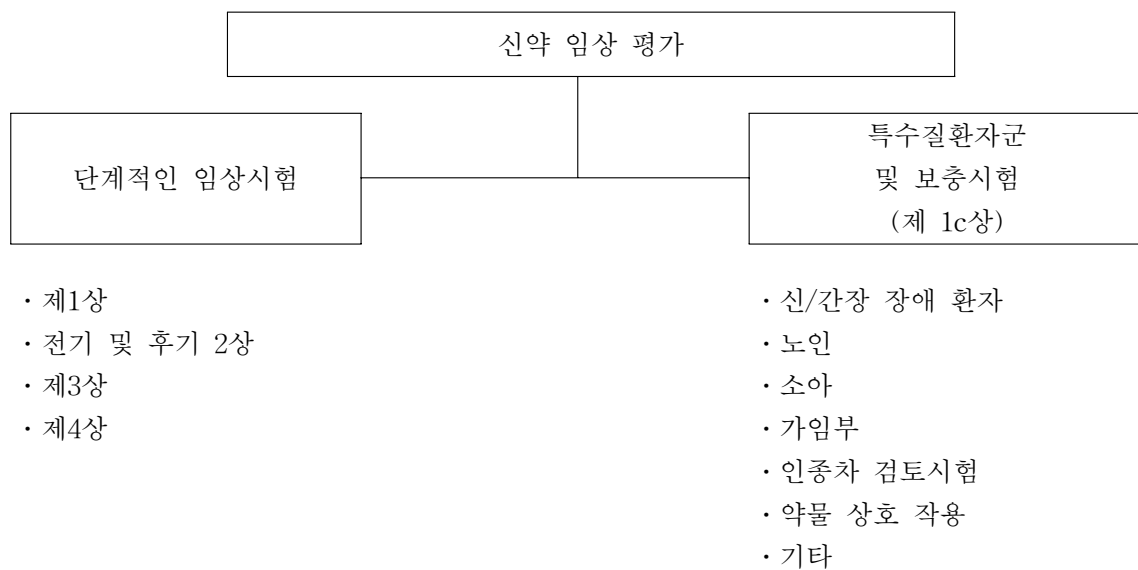 신약 임상 평가
단계적인 임상시험
특수질환자군
및 보충시험
(제 1c상)
· 제1상
· 전기 및 후기 2상
· 제3상
· 제4상
· 신/간장 장애 환자
· 노인
· 소아
· 가임부
· 인종차 검토시험
· 약물 상호 작용
· 기타